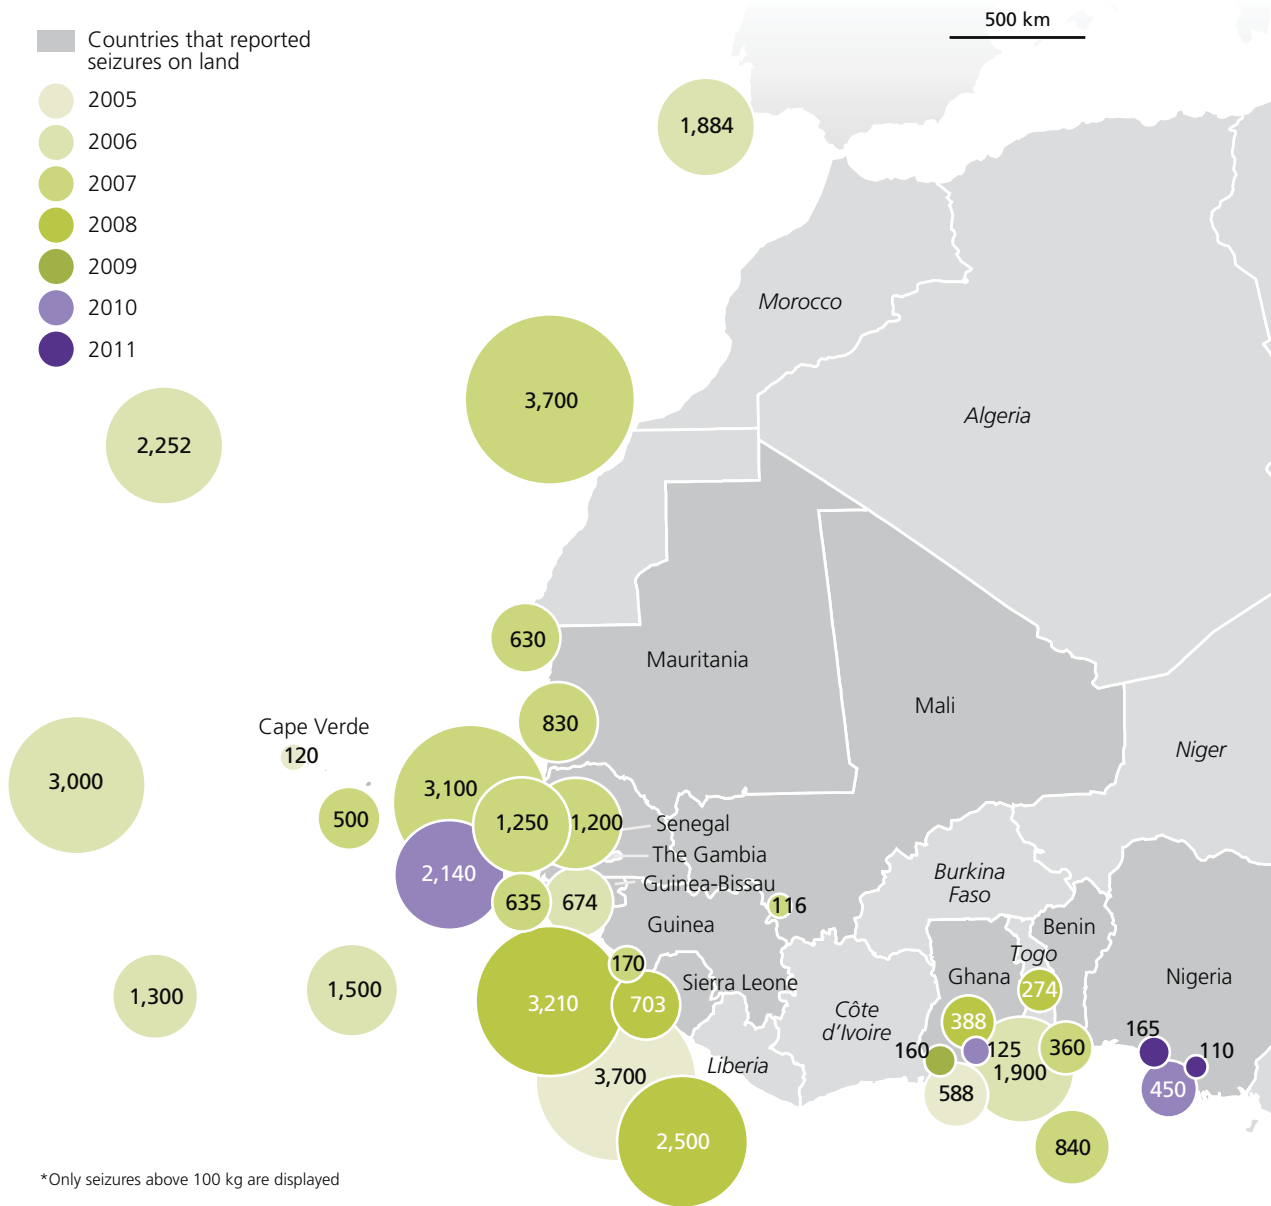 500 km
Countries that reported
seizures on land
2005
2006
2007
2008
2009
2010
2011
1,884
Morocco
3,700
Algeria
2,252
630
Mauritania
Mali
830
Cape Verde
120
Niger
3,000
3,100
500
1,250
1,200
Senegal
The Gambia
2,140
Guinea-Bissau
Burkina
Faso
635
674
116
Guinea
Benin
Togo
170
Sierra Leone
Ghana
Nigeria
1,300
1,500
274
3,210
703
Côte
d'Ivoire
388
165
160
125
360
110
Liberia
3,700
1,900
588
450
2,500
840
*Only seizures above 100 kg are displayed